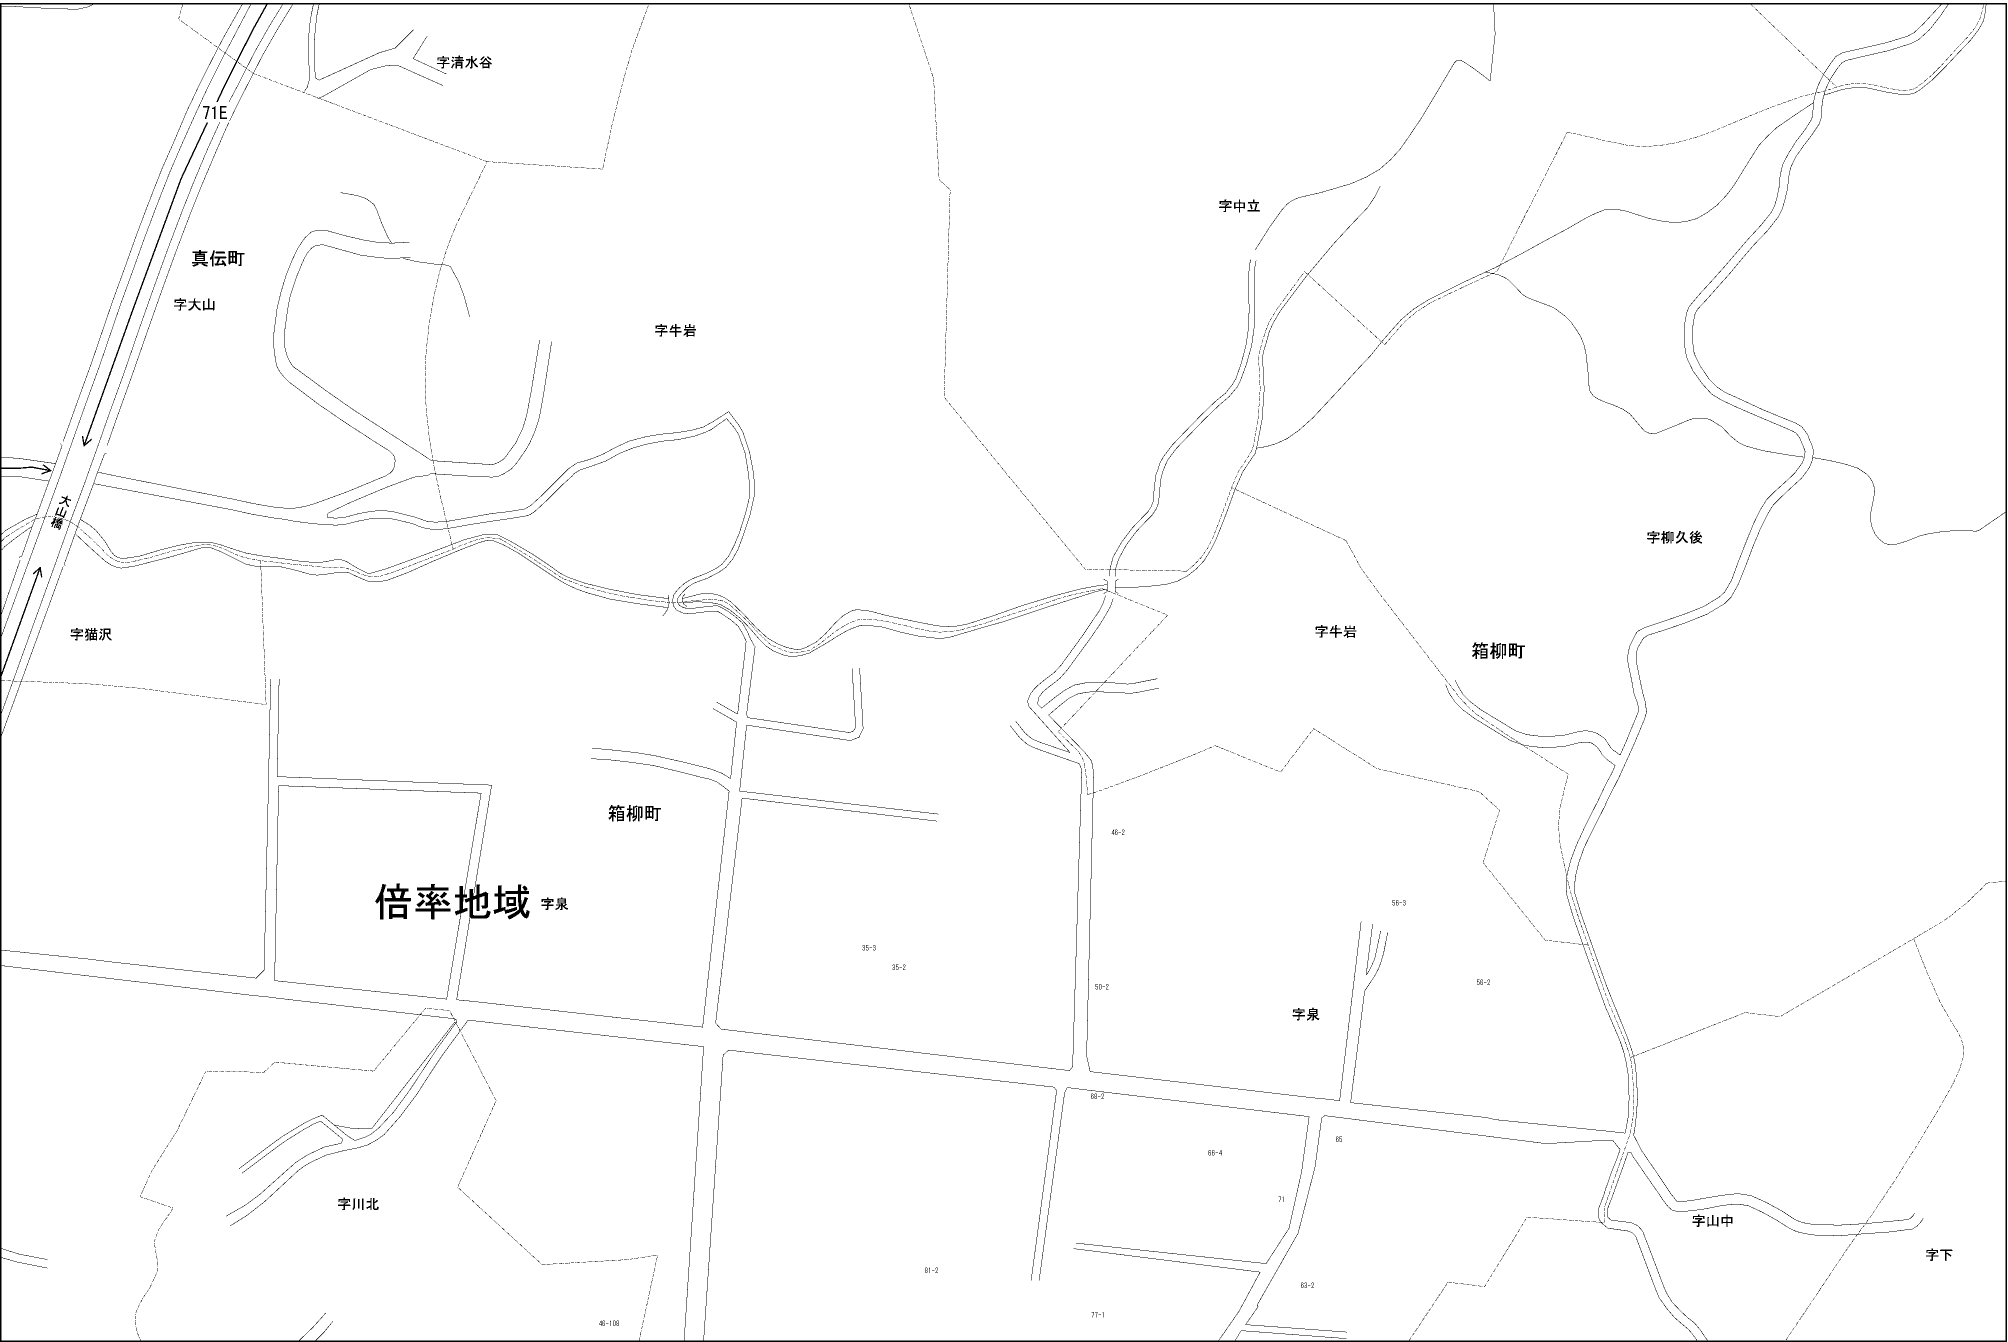 字清水谷
71E
字中立
真伝町
字大山
字牛岩
大山橋
字柳久後
字猫沢
字牛岩
箱柳町
箱柳町
46-2
倍率地域
字泉
56-3
35-3
35-2
56-2
50-2
字泉
68-2
65
66-4
71
字川北
字山中
字下
81-2
63-2
77-1
46-108